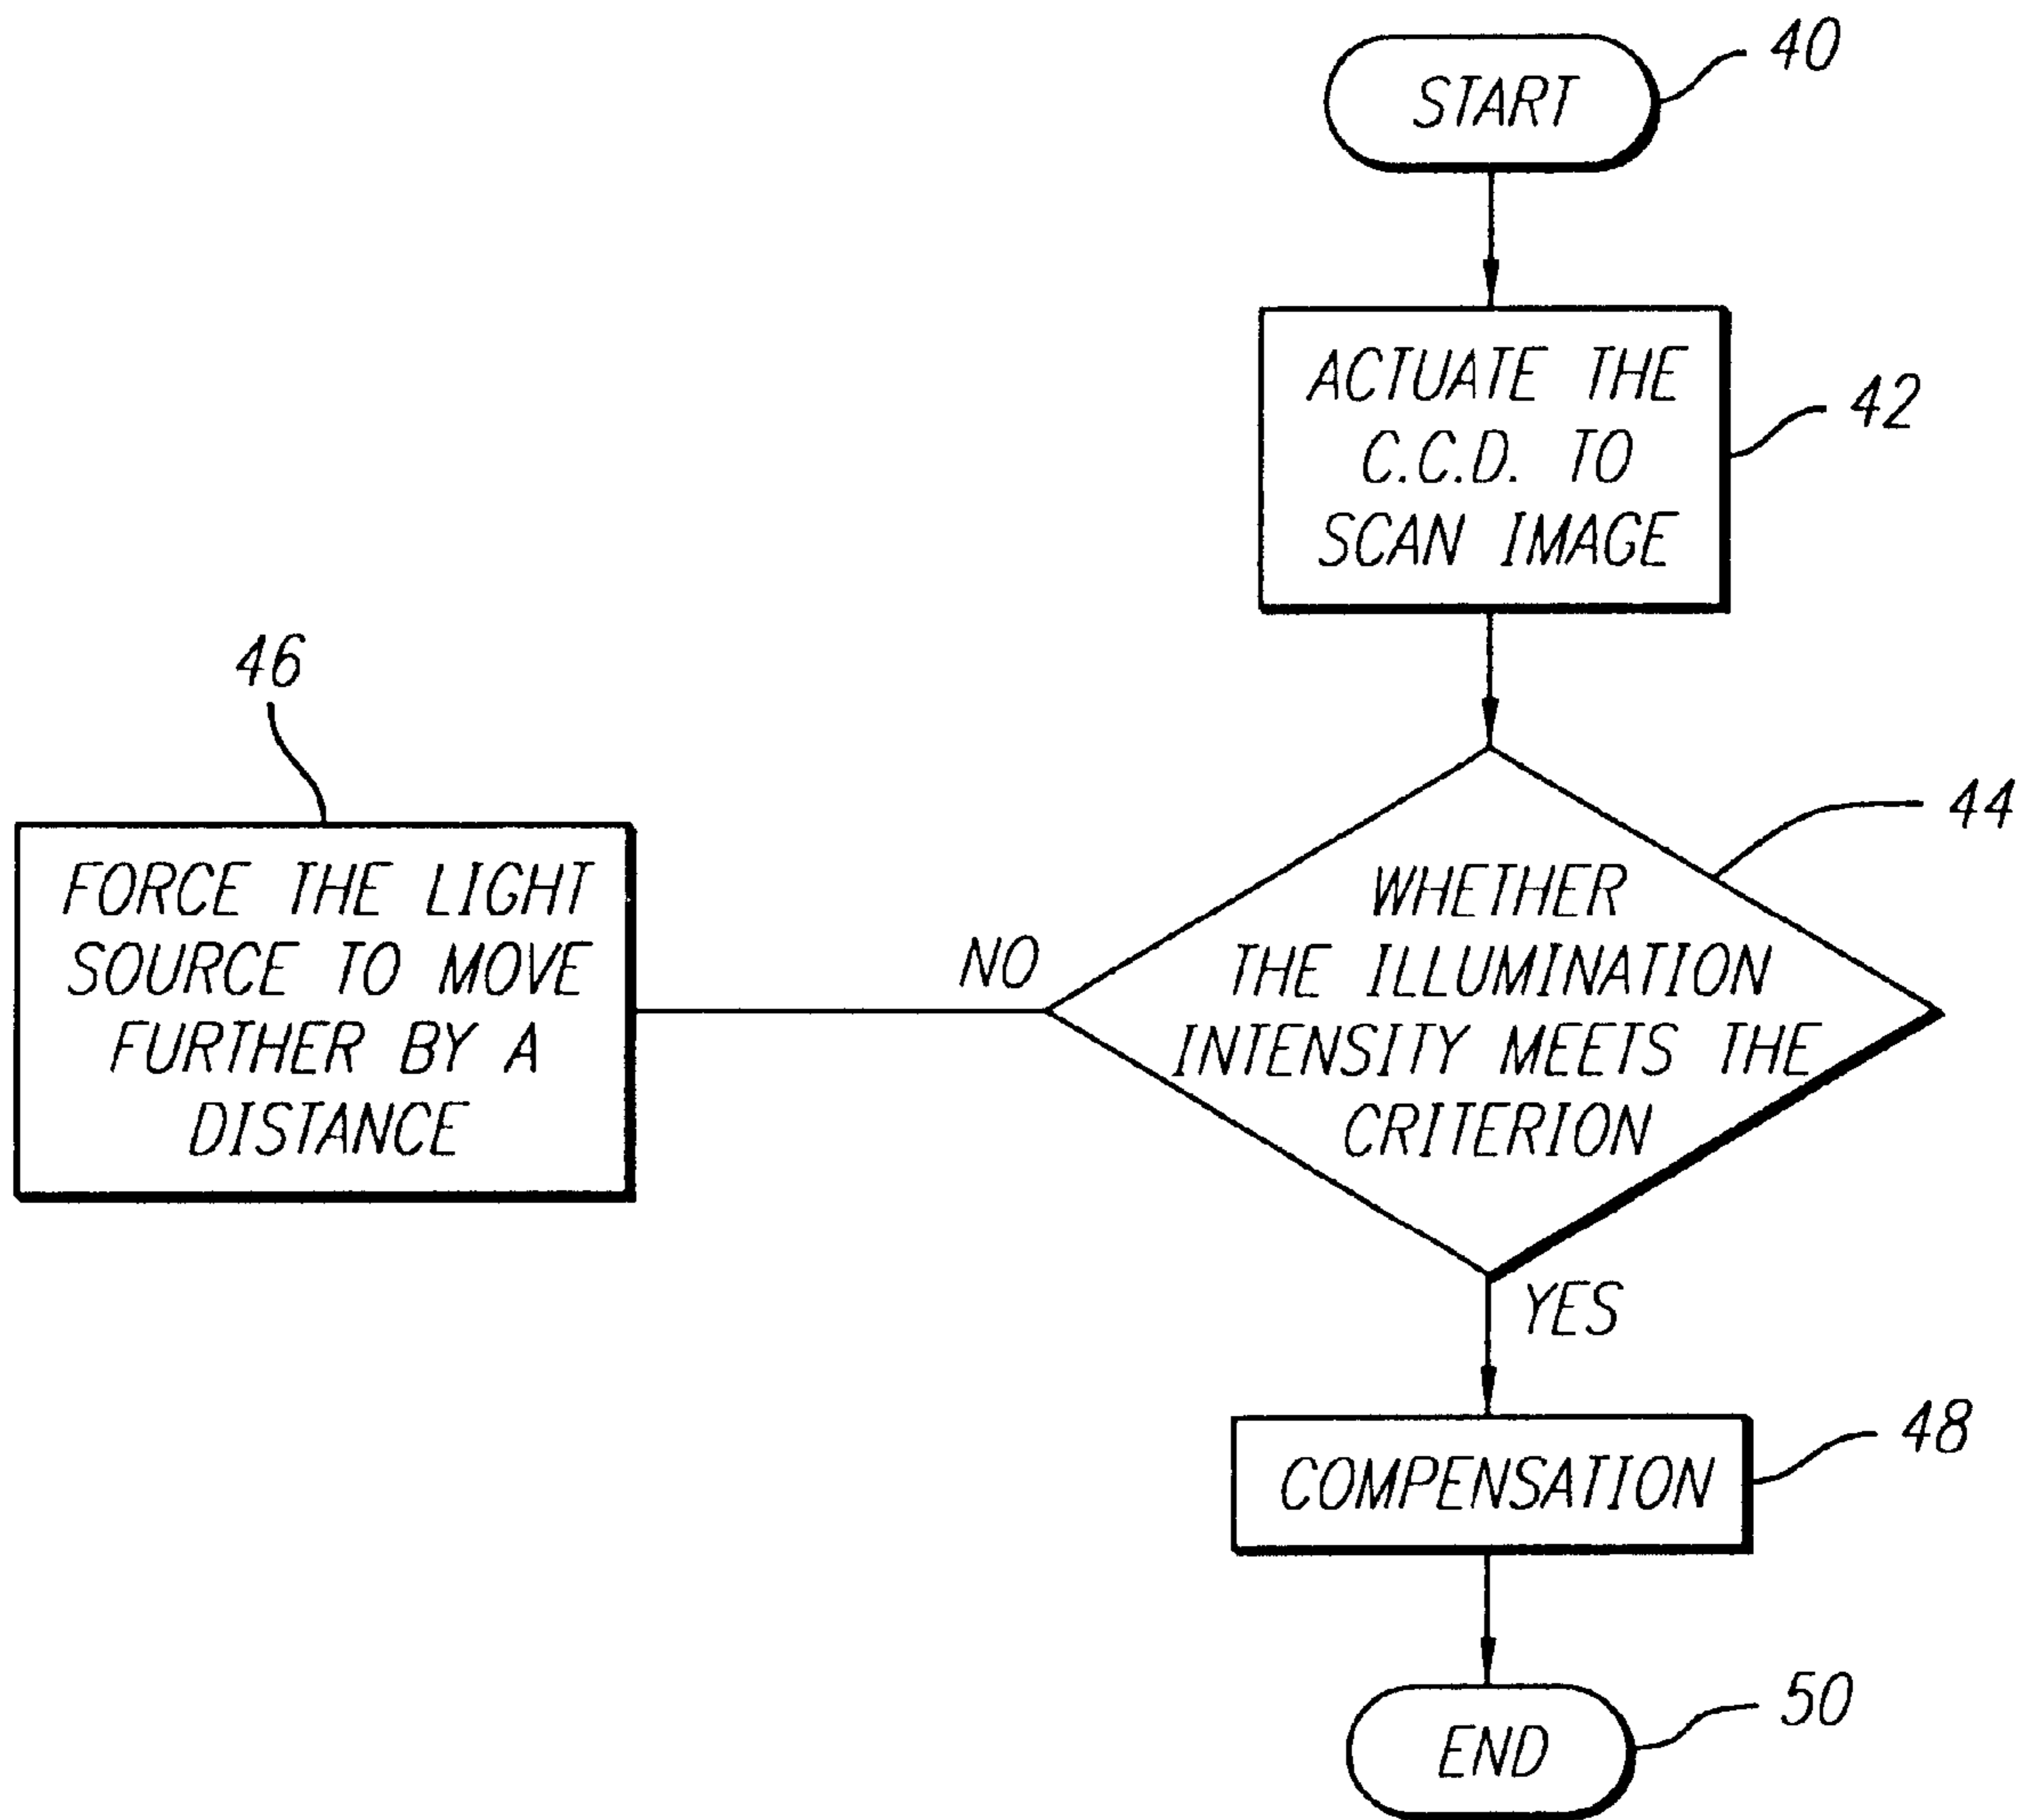 START
40
ACTUATE THE
C.C.D. TO
SCAN IMAGE
42
WHETHER
THE ILLUMINATION
INTENSITY MEETS THE
CRITERION
44
NO
46
FORCE THE LIGHT
SOURCE TO MOVE
FURTHER BY A
DISTANCE
YES
COMPENSATION
48
END
50